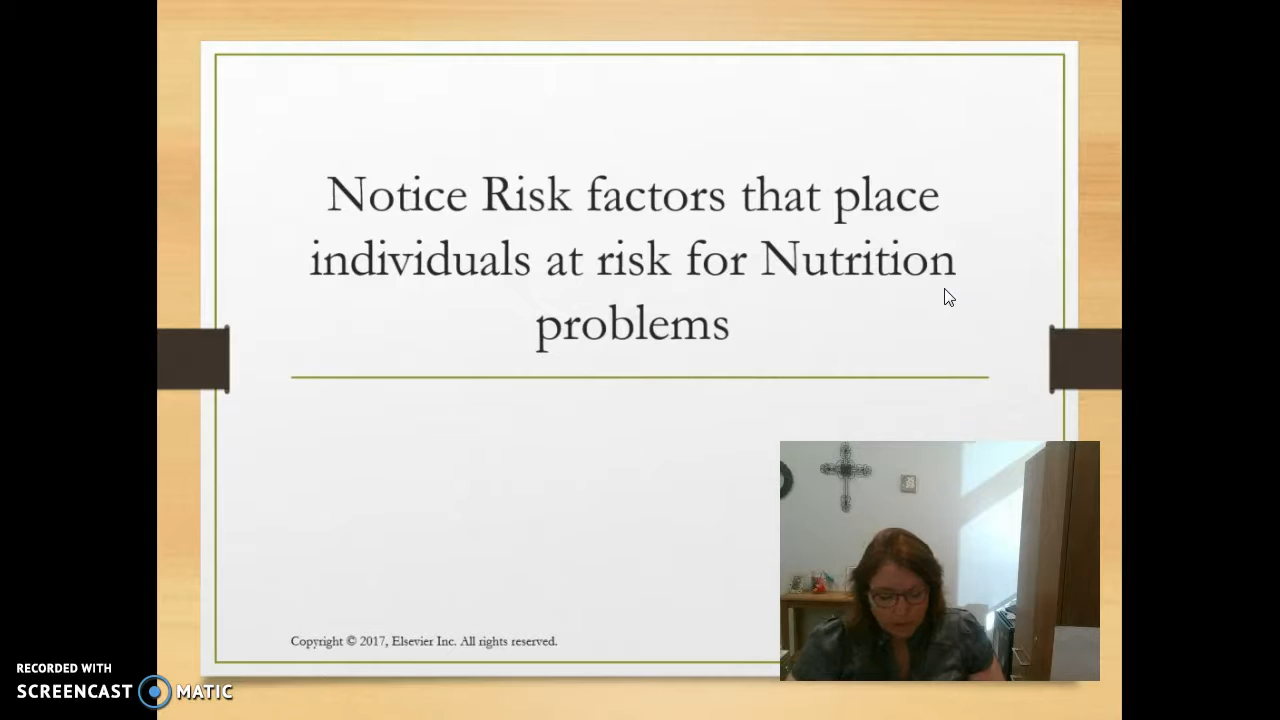 Notice Risk factors that place
individuals at risk for Nutrition
problems
Copyright © 2017, Elsevier Inc. All rights reserved.
RECORDED WITH
SCREENCAST MATIC